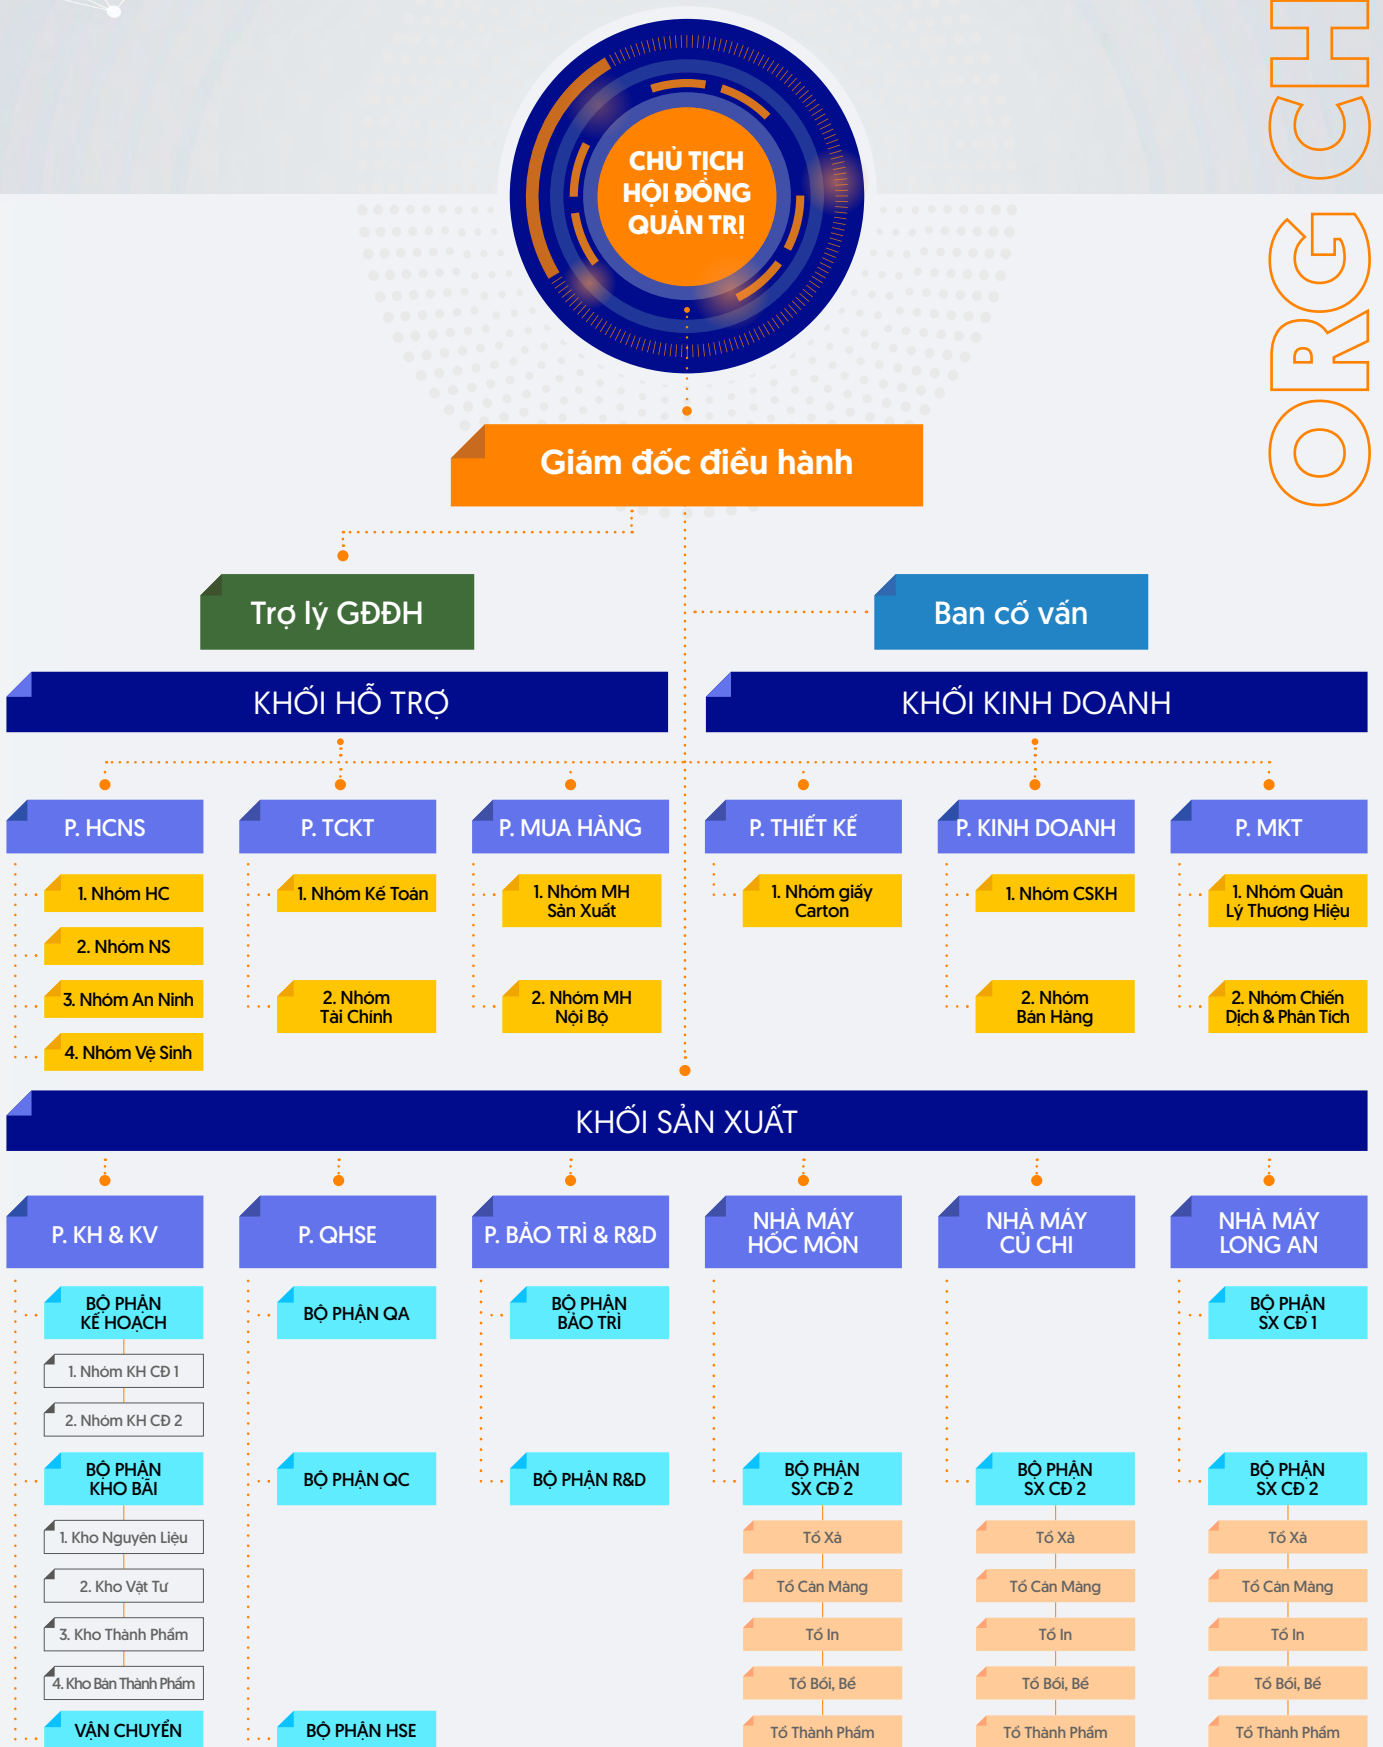 ORG CH
CHỦ TỊCH
HỘI ĐỒNG
QUẢN TRỊ
Giám đốc điều hành
Trợ lý GĐĐH
Ban cố vấn
KHỐI HỖ TRỢ
KHỐI KINH DOANH
P. HCNS
P. TCKT
P. MUA HÀNG
P. THIẾT KẾ
P. KINH DOANH
P. MKT
1. Nhóm HC
2. Nhóm NS
3. Nhóm An Ninh
4. Nhóm Vệ Sinh
1. Nhóm Kế Toán
2. Nhóm
Tài Chính
1. Nhóm MH
Sản Xuất
2. Nhóm MH
Nội Bộ
1. Nhóm giấy
Carton
1. Nhóm CSKH
2. Nhóm
Bán Hàng
1. Nhóm Quản
Lý Thương Hiệu
2. Nhóm Chiến
Dịch & Phân Tích
KHỐI SẢN XUẤT
P. KH & KV
P. QHSE
P. BẢO TRÌ & R&D
NHÀ MÁY
HỐC MÔN
NHÀ MÁY
CỦ CHI
NHÀ MÁY
LONG AN
BỘ PHẬN
KẾ HOẠCH
1. Nhóm KH CĐ 1
2. Nhóm KH CĐ 2
BỘ PHẬN
KHO BÃI
1. Kho Nguyên Liệu
2. Kho Vật Tư
3. Kho Thành Phẩm
4. Kho Bán Thành Phẩm
VẬN CHUYỂN
BỘ PHẬN QA
BỘ PHẬN QC
BỘ PHẬN HSE
BỘ PHẬN
BẢO TRÌ
BỘ PHẬN R&D
BỘ PHẬN
SX CĐ 2
Tổ Xả
Tổ Cán Màng
Tổ In
Tổ Bồi, Bế
Tổ Thành Phẩm
BỘ PHẬN
SX CĐ 2
Tổ Xả
Tổ Cán Màng
Tổ In
Tổ Bồi, Bế
Tổ Thành Phẩm
BỘ PHẬN
SX CĐ 1
BỘ PHẬN
SX CĐ 2
Tổ Xả
Tổ Cán Màng
Tổ In
Tổ Bồi, Bế
Tổ Thành Phẩm